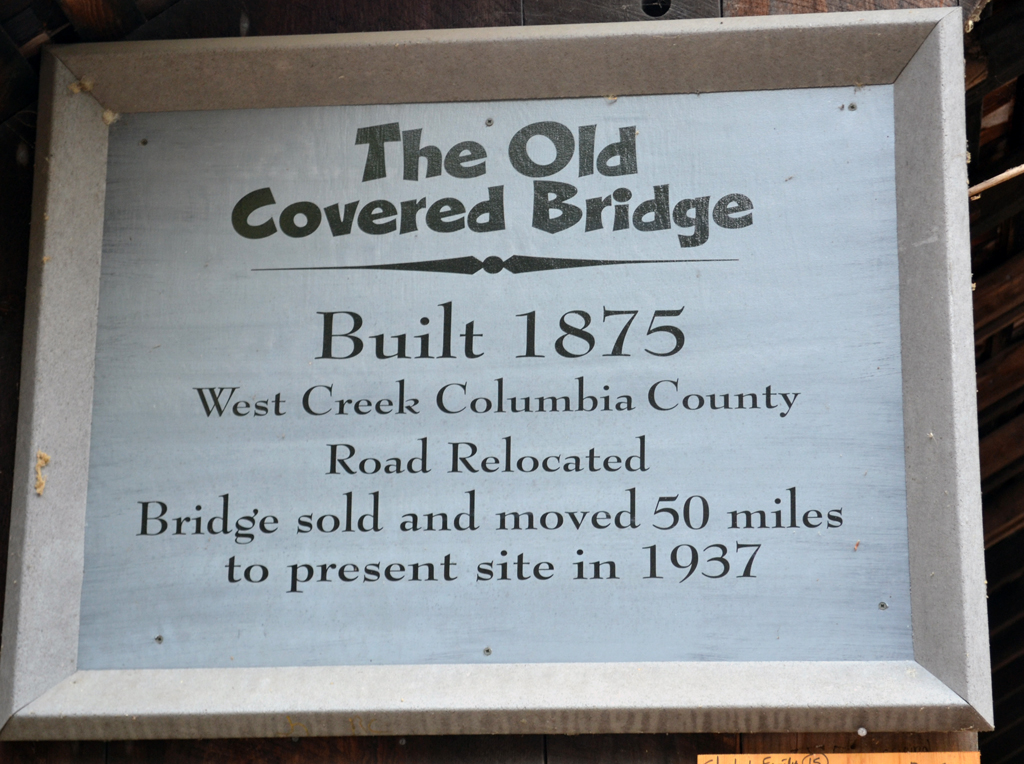 The Old
Covered Bridge
Built 1875
West Creek Columbia County
Road Relocated
Bridge sold and moved 50 miles
to present site in 1937